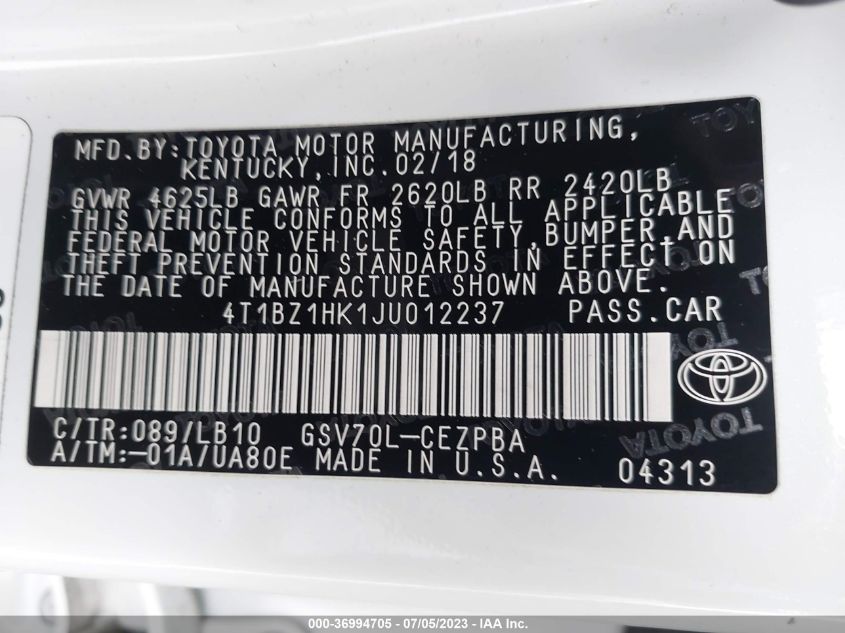 MFD.BY:TOYOTA MOTOR MANUFACTURING,
KENTUCKY,INC.02/18
GVWR 4625LB GAWR FR 2620LB RR 2420LB
THIS VEHICLE CONFORMS TO ALL APPLICABLE
FEDERAL MOTOR VEHICLE SAFETY,BUMPER,AND
THEFT PREVENTION STANDARDS IN EFFECT ON
THE DATE OF MANUFACTURE SHOWN ABOVE.
4T1BZ1HK1JU012237 PASS.CAR
C/TR:089/LB10 GSV70L-CEZPBA
A/TM:-01A/UA80E MADE IN U.S.A. 04313
TOYOTA
000-36994705 - 07/05/2023 - IAA Inc.